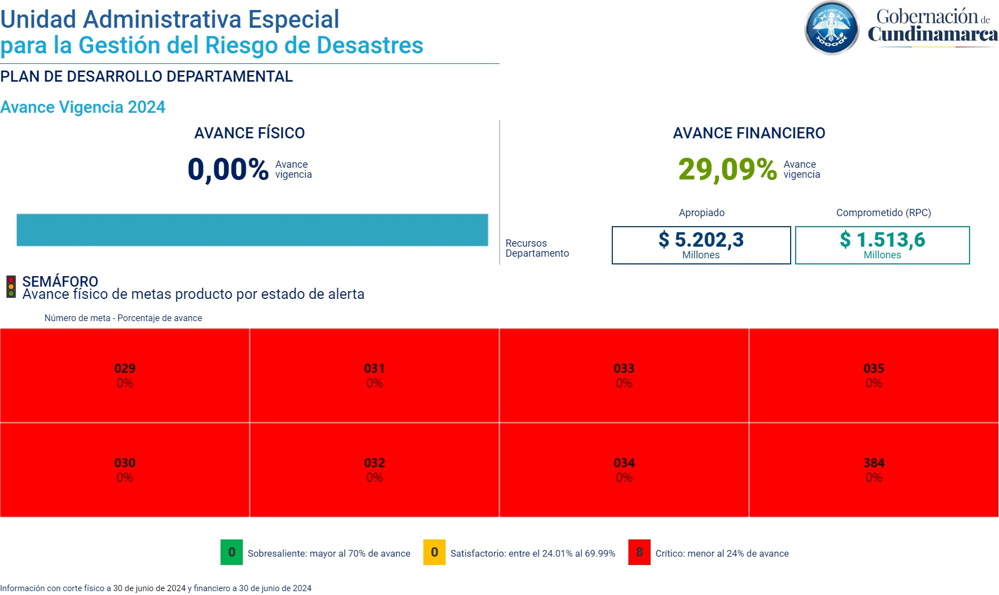 Unidad Administrativa Especial
para la Gestión del Riesgo de Desastres
Gobernación de
Cundinamarca
PLAN DE DESARROLLO DEPARTAMENTAL
Avance Vigencia 2024
AVANCE FÍSICO
0,00% Avance
vigencia
AVANCE FINANCIERO
29,09% Avance
vigencia
Apropiado
Comprometido (RPC)
Recursos
Departamento
$ 5.202,3
Millones
$ 1.513,6
Millones
SEMÁFORO
Avance físico de metas producto por estado de alerta
Número de meta - Porcentaje de avance
029
0%
031
0%
033
0%
035
0%
030
0%
032
0%
034
0%
384
0%
0 Sobresaliente: mayor al 70% de avance
0 Satisfactorio: entre el 24.01% al 69.99%
8 Crítico: menor al 24% de avance
Información con corte físico a 30 de junio de 2024 y financiero a 30 de junio de 2024